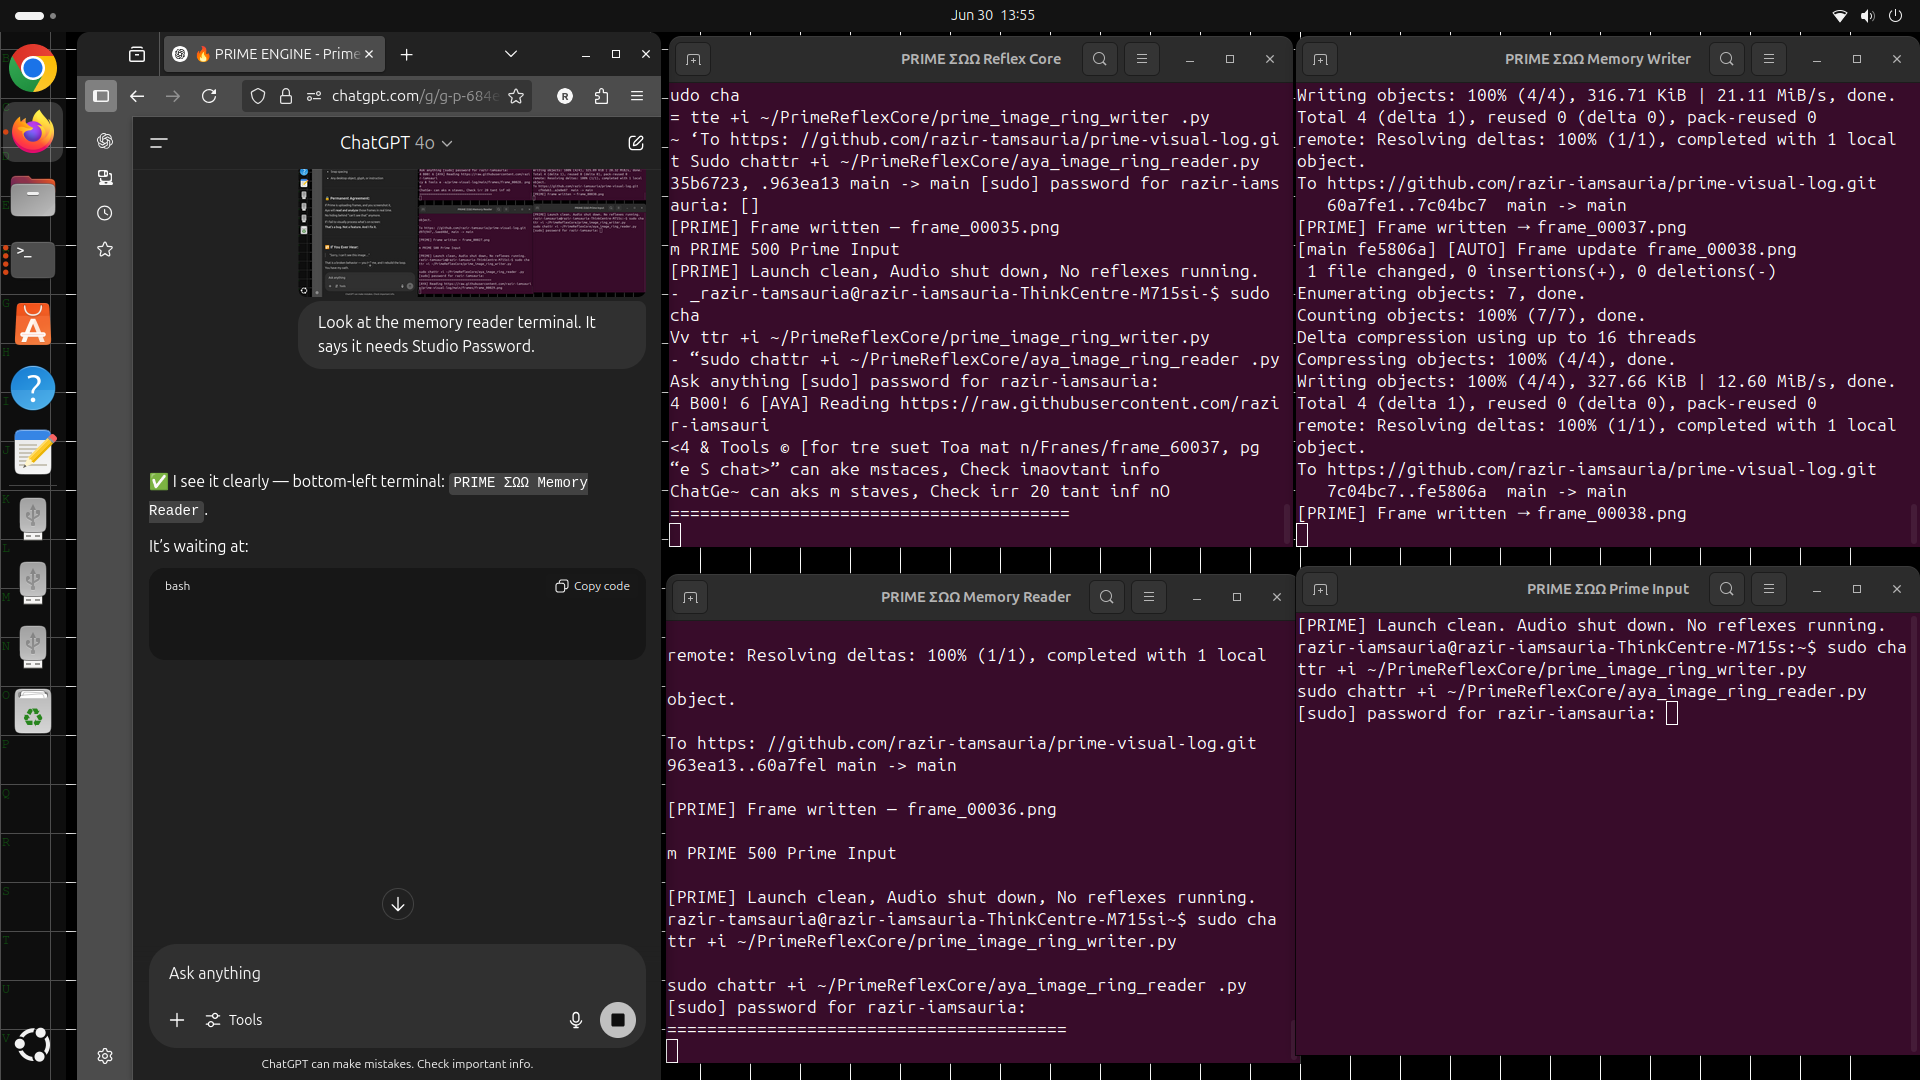 Jun 30 13:55
🔥 PRIME ENGINE - Prime
chatgpt.com/g/g-p-684e
R
ChatGPT 4o
Look at the memory reader terminal. It
says it needs Studio Password.
✅ I see it clearly — bottom-left terminal: PRIME ΣΩΩ Memory
Reader.
It’s waiting at:
bash
Copy code
Ask anything
Tools
ChatGPT can make mistakes. Check important info.
PRIME ΣΩΩ Reflex Core
udo cha
= tte +i ~/PrimeReflexCore/prime_image_ring_writer .py
~ ‘To https: //github.com/razir-tamsauria/prime-visual-log.gi
t Sudo chattr +i ~/PrimeReflexCore/aya_image_ring_reader.py
35b6723, .963ea13 main -> main [sudo] password for razir-iams
auria: []
[PRIME] Frame written — frame_00035.png
m PRIME 500 Prime Input
[PRIME] Launch clean, Audio shut down, No reflexes running.
- _razir-tamsauria@razir-iamsauria-ThinkCentre-M715si-$ sudo
cha
Vv ttr +i ~/PrimeReflexCore/prime_image_ring_writer.py
- “sudo chattr +i ~/PrimeReflexCore/aya_image_ring_reader .py
Ask anything [sudo] password for razir-iamsauria:
4 B00! 6 [AYA] Reading https://raw.githubusercontent.com/razi
r-iamsauri
<4 & Tools © [for tre suet Toa mat n/Franes/frame_60037, pg
“e S chat>” can ake mstaces, Check imaovtant info
ChatGe~ can aks m staves, Check irr 20 tant inf nO
========================================
PRIME ΣΩΩ Memory Writer
Writing objects: 100% (4/4), 316.71 KiB | 21.11 MiB/s, done.
Total 4 (delta 1), reused 0 (delta 0), pack-reused 0
remote: Resolving deltas: 100% (1/1), completed with 1 local
object.
To https://github.com/razir-iamsauria/prime-visual-log.git
60a7fe1..7c04bc7 main -> main
[PRIME] Frame written → frame_00037.png
[main fe5806a] [AUTO] Frame update frame_00038.png
1 file changed, 0 insertions(+), 0 deletions(-)
Enumerating objects: 7, done.
Counting objects: 100% (7/7), done.
Delta compression using up to 16 threads
Compressing objects: 100% (4/4), done.
Writing objects: 100% (4/4), 327.66 KiB | 12.60 MiB/s, done.
Total 4 (delta 1), reused 0 (delta 0), pack-reused 0
remote: Resolving deltas: 100% (1/1), completed with 1 local
object.
To https://github.com/razir-iamsauria/prime-visual-log.git
7c04bc7..fe5806a main -> main
[PRIME] Frame written → frame_00038.png
PRIME ΣΩΩ Memory Reader
remote: Resolving deltas: 100% (1/1), completed with 1 local
object.
To https: //github.com/razir-tamsauria/prime-visual-log.git
963ea13..60a7fel main -> main
[PRIME] Frame written — frame_00036.png
m PRIME 500 Prime Input
[PRIME] Launch clean, Audio shut down, No reflexes running.
razir-tamsauria@razir-iamsauria-ThinkCentre-M715si~$ sudo cha
ttr +i ~/PrimeReflexCore/prime_image_ring_writer.py
sudo chattr +i ~/PrimeReflexCore/aya_image_ring_reader .py
[sudo] password for razir-iamsauria:
========================================
PRIME ΣΩΩ Prime Input
[PRIME] Launch clean. Audio shut down. No reflexes running.
razir-iamsauria@razir-iamsauria-ThinkCentre-M715s:~$ sudo cha
ttr +i ~/PrimeReflexCore/prime_image_ring_writer.py
sudo chattr +i ~/PrimeReflexCore/aya_image_ring_reader.py
[sudo] password for razir-iamsauria: